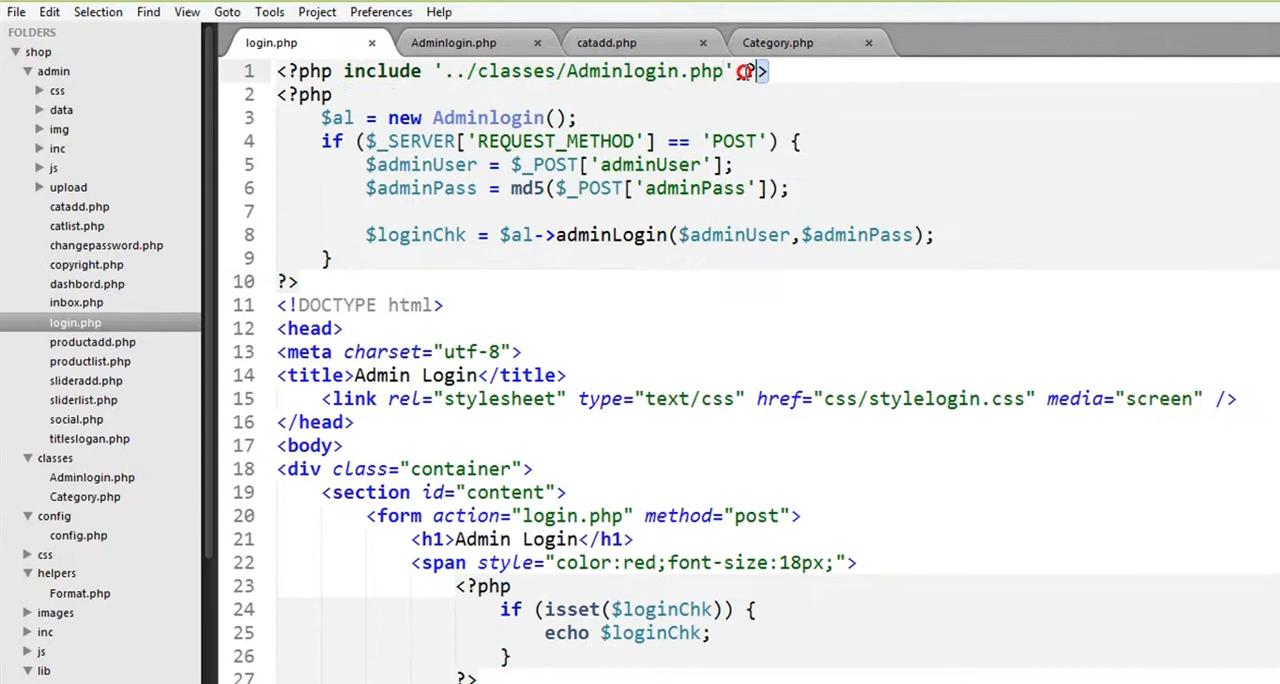 File Edit Selection Find View Goto Tools Project Preferences Help
FOLDERS
shop
admin
css
data
img
inc
js
upload
catadd.php
catlist.php
changepassword.php
copyright.php
dashbord.php
inbox.php
login.php
productadd.php
productlist.php
slideradd.php
sliderlist.php
social.php
titleslogan.php
classes
Adminlogin.php
Category.php
config
config.php
css
helpers
Format.php
images
inc
js
lib
login.php × Adminlogin.php × catadd.php × Category.php ×
1 <?php include '../classes/Adminlogin.php' ?>
2 <?php
3 $al = new Adminlogin();
4 if ($_SERVER['REQUEST_METHOD'] == 'POST') {
5 $adminUser = $_POST['adminUser'];
6 $adminPass = md5($_POST['adminPass']);
7
8 $loginChk = $al->adminLogin($adminUser,$adminPass);
9 }
10 ?>
11 <!DOCTYPE html>
12 <head>
13 <meta charset="utf-8">
14 <title>Admin Login</title>
15 <link rel="stylesheet" type="text/css" href="css/stylelogin.css" media="screen" />
16 </head>
17 <body>
18 <div class="container">
19 <section id="content">
20 <form action="login.php" method="post">
21 <h1>Admin Login</h1>
22 <span style="color:red;font-size:18px;">
23 <?php
24 if (isset($loginChk)) {
25 echo $loginChk;
26 }
27 ?>